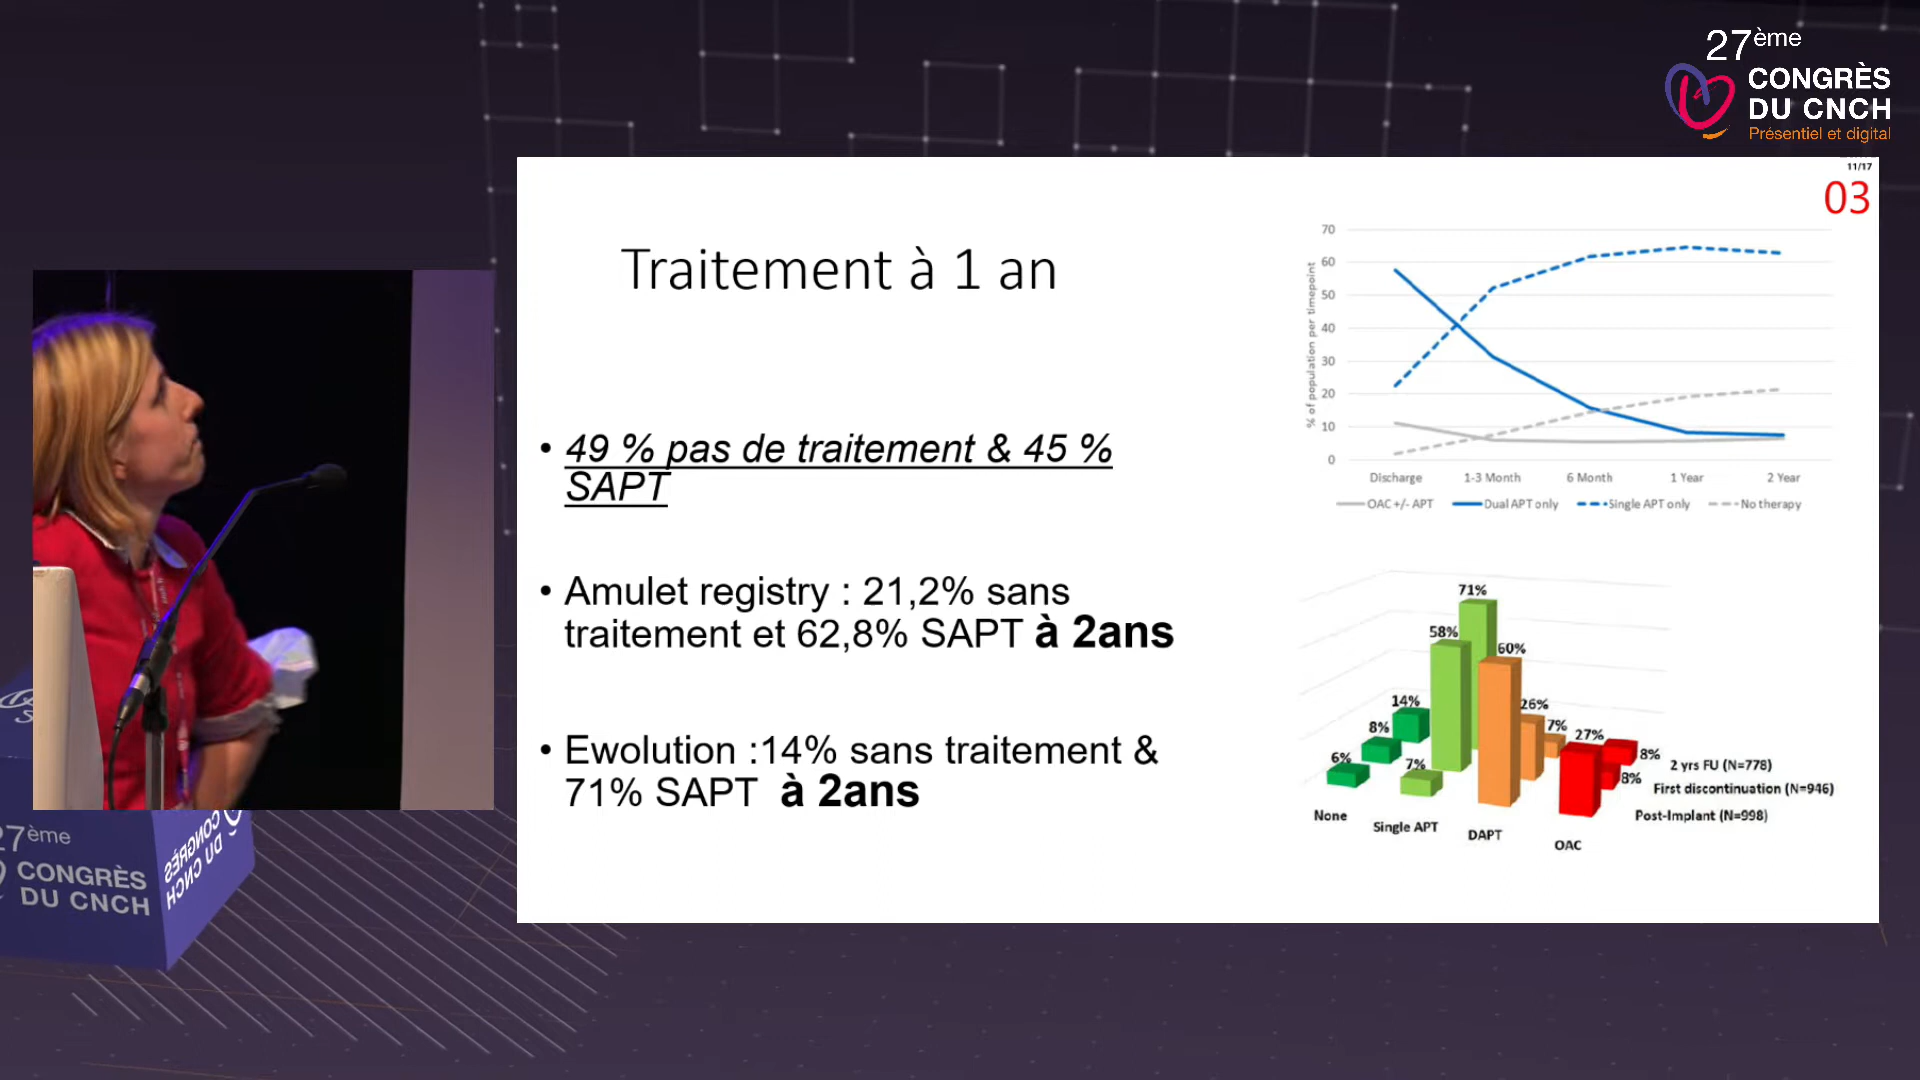 27ème
CONGRÈS
DU CNCH
Présentiel et digital
11/17
03
Traitement à 1 an
• 49 % pas de traitement & 45 %
SAPT
• Amulet registry : 21,2% sans
traitement et 62,8% SAPT à 2ans
• Ewolution :14% sans traitement &
71% SAPT à 2ans
% of population per timepoint
70
60
50
40
30
20
10
0
Discharge 1-3 Month 6 Month 1 Year 2 Year
OAC +/- APT Dual APT only Single APT only No therapy
71%
58%
60%
14%
26%
8%
7%
27%
6%
7%
8%
8%
2 yrs FU (N=778)
First discontinuation (N=946)
Post-Implant (N=998)
None
Single APT
DAPT
OAC
27ème
CONGRÈS
DU CNCH
CONGRÈS
DU CNCH